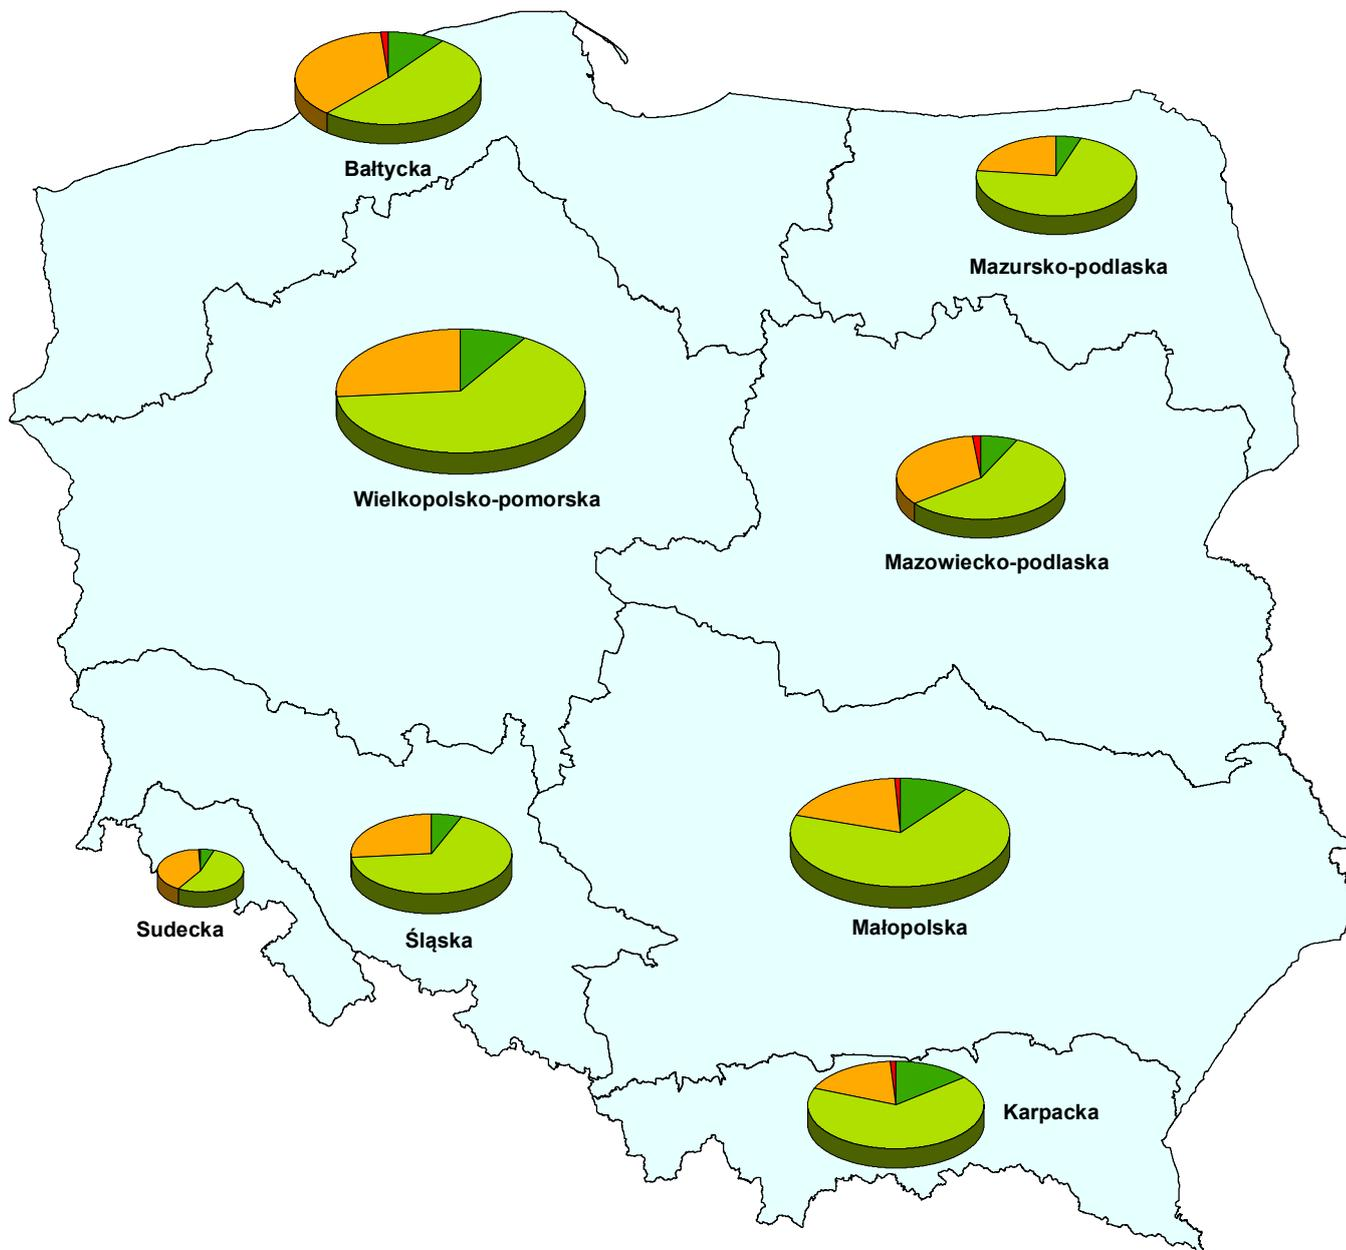 Bałtycka
Mazursko-podlaska
Wielkopolsko-pomorska
Mazowiecko-podlaska
Sudecka
Śląska
Małopolska
Karpacka